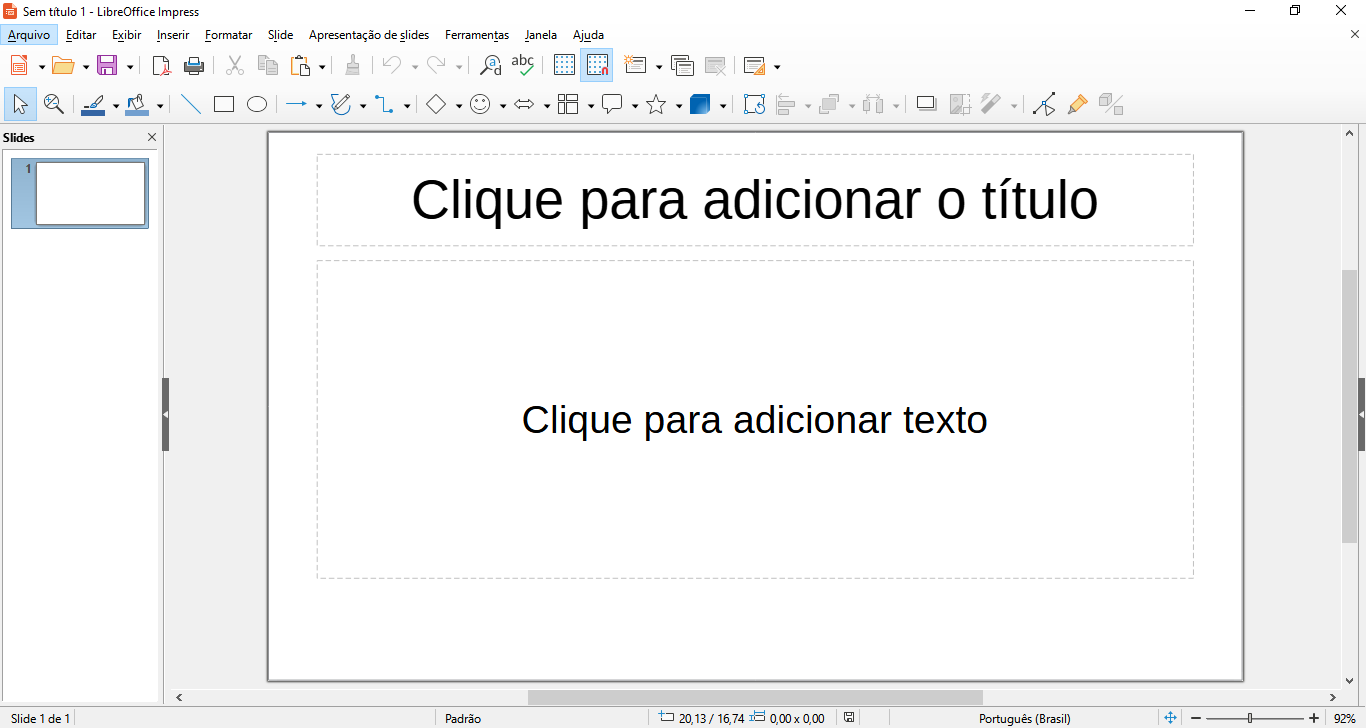 Sem título 1 - LibreOffice Impress
Arquivo Editar Exibir Inserir Formatar Slide Apresentação de slides Ferramentas Janela Ajuda
abc
Slides
1
Clique para adicionar o título
Clique para adicionar texto
Slide 1 de 1 Padrão 20,13 / 16,74 0,00 x 0,00 Português (Brasil) 92%